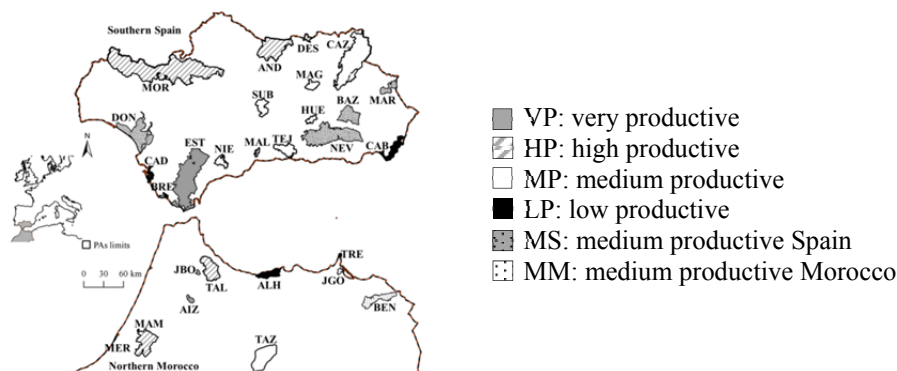 Southern Spain
DES
CAZ
AND
MOR
MAG
SUB
BAZ
MAR
HUE
DON
EST
NIE
MAL
TEJ
NEV
CAB
N
CAD
BRE
PAs limits
0 30 60 km
TRE
JBO
TAL
ALH
JGO
AIZ
BEN
MAM
MER
TAZ
Northern Morocco
VP: very productive
HP: high productive
MP: medium productive
LP: low productive
MS: medium productive Spain
MM: medium productive Morocco